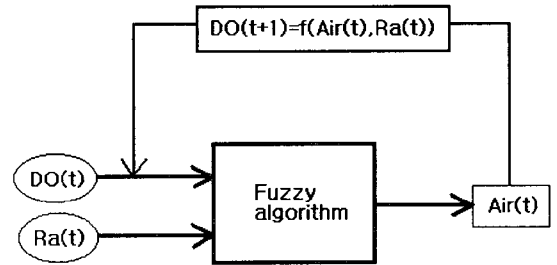 DO(t+1)=f(Air(t),Ra(t))
DO(t)
Fuzzy
algorithm
Air(t)
Ra(t)